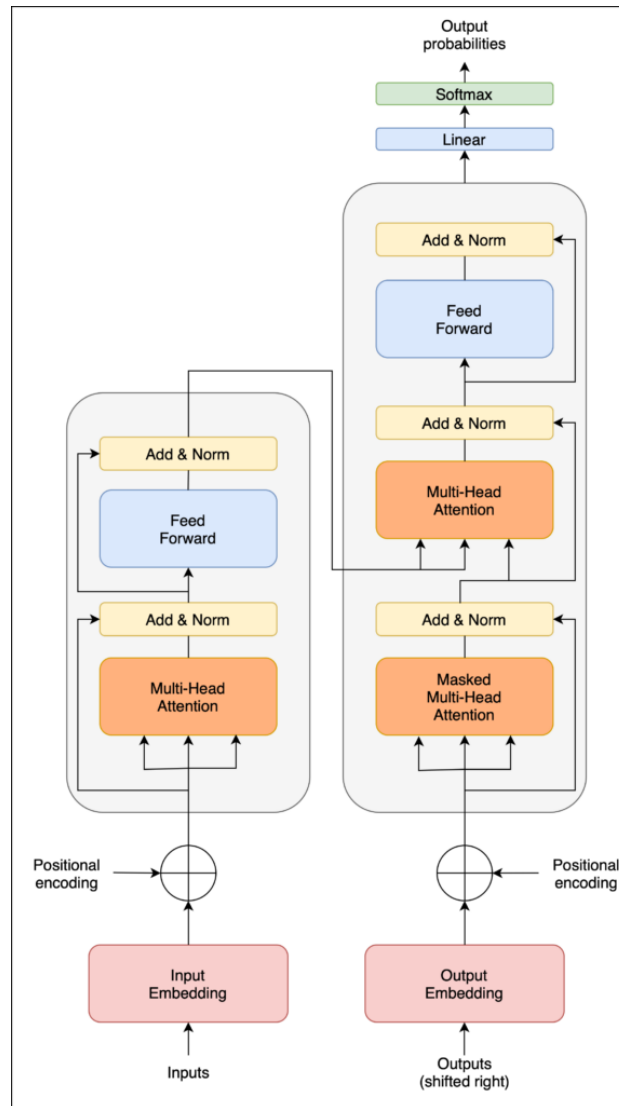 Output
probabilities
Softmax
Linear
Add & Norm
Feed
Forward
Add & Norm
Multi-Head
Attention
Add & Norm
Masked
Multi-Head
Attention
Positional
encoding
Output
Embedding
Outputs
(shifted right)
Add & Norm
Feed
Forward
Add & Norm
Multi-Head
Attention
Positional
encoding
Input
Embedding
Inputs